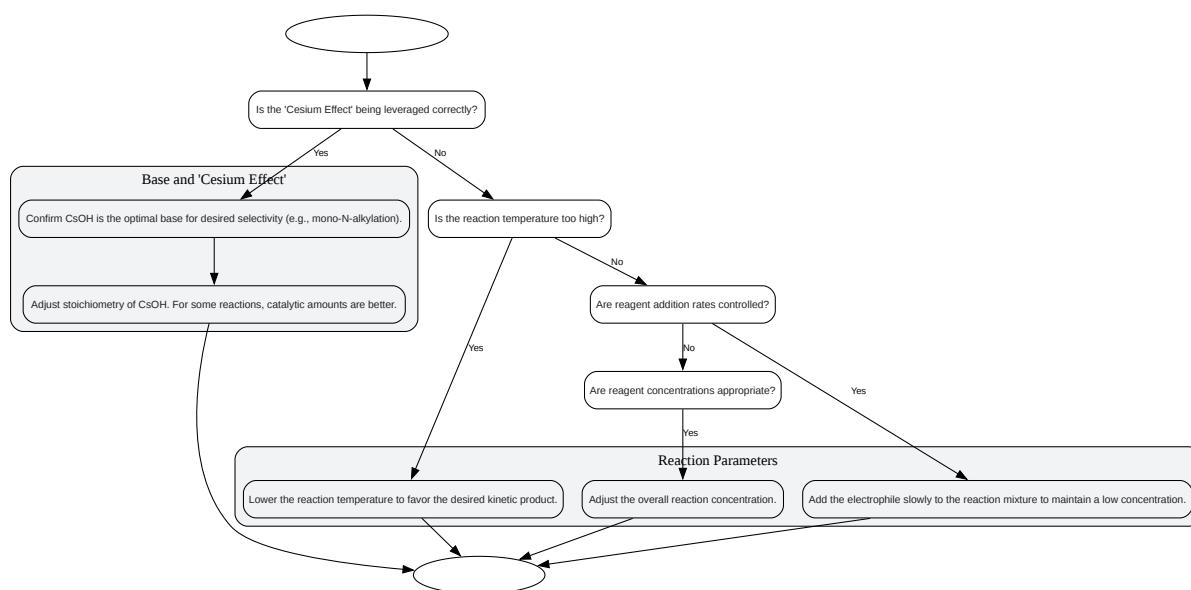 Is the 'Cesium Effect' being leveraged correctly?
Yes
No
Base and 'Cesium Effect'
Confirm CsOH is the optimal base for desired selectivity (e.g., mono-N-alkylation).
Is the reaction temperature too high?
No
Adjust stoichiometry of CsOH. For some reactions, catalytic amounts are better.
Are reagent addition rates controlled?
Yes
No
Are reagent concentrations appropriate?
Yes
Yes
Reaction Parameters
Lower the reaction temperature to favor the desired kinetic product.
Adjust the overall reaction concentration.
Add the electrophile slowly to the reaction mixture to maintain a low concentration.